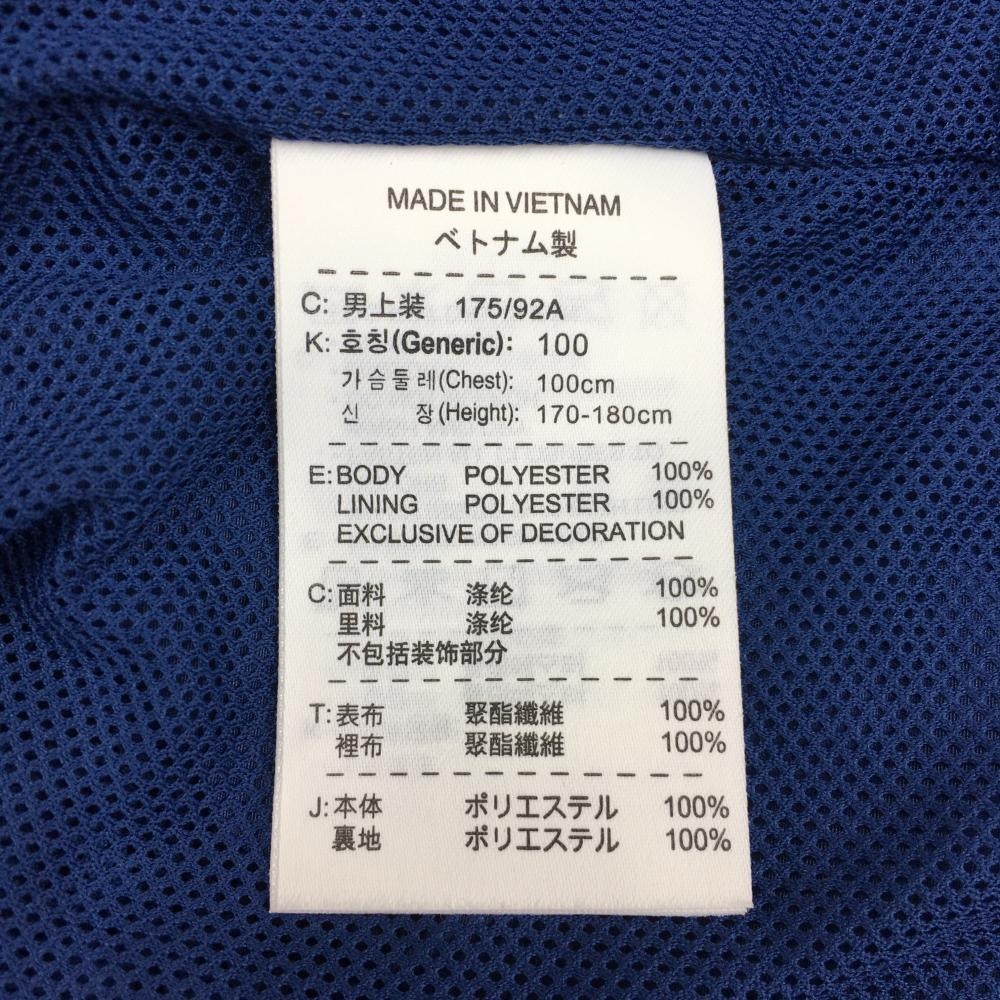 MADE IN VIETNAM
ベトナム製
C: 男上装 175/92A
K: 호칭(Generic): 100
가슴둘레(Chest): 100cm
신 장(Height): 170-180cm
E: BODY POLYESTER 100%
LINING POLYESTER 100%
EXCLUSIVE OF DECORATION
C: 面料 涤纶 100%
里料 涤纶 100%
不包括装饰部分
T: 表布 聚酯纖維 100%
裡布 聚酯纖維 100%
J: 本体 ポリエステル 100%
裏地 ポリエステル 100%